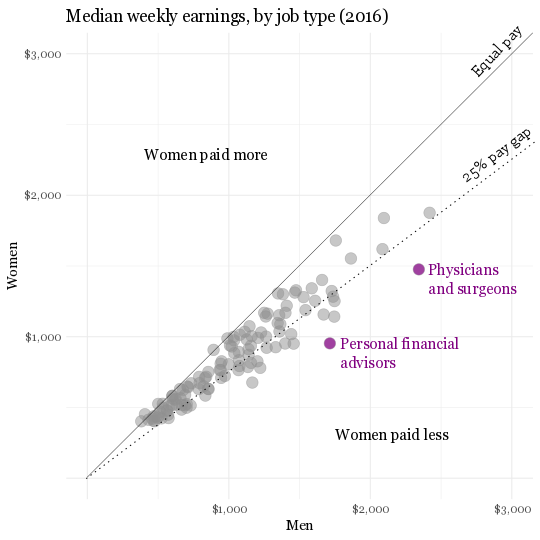 Median weekly earnings, by job type (2016)
Equal pay
$3,000
25% pay gap
Women paid more
$2,000
Women
Physicians
and surgeons
$1,000
Personal financial
advisors
Women paid less
$1,000
$2,000
$3,000
Men